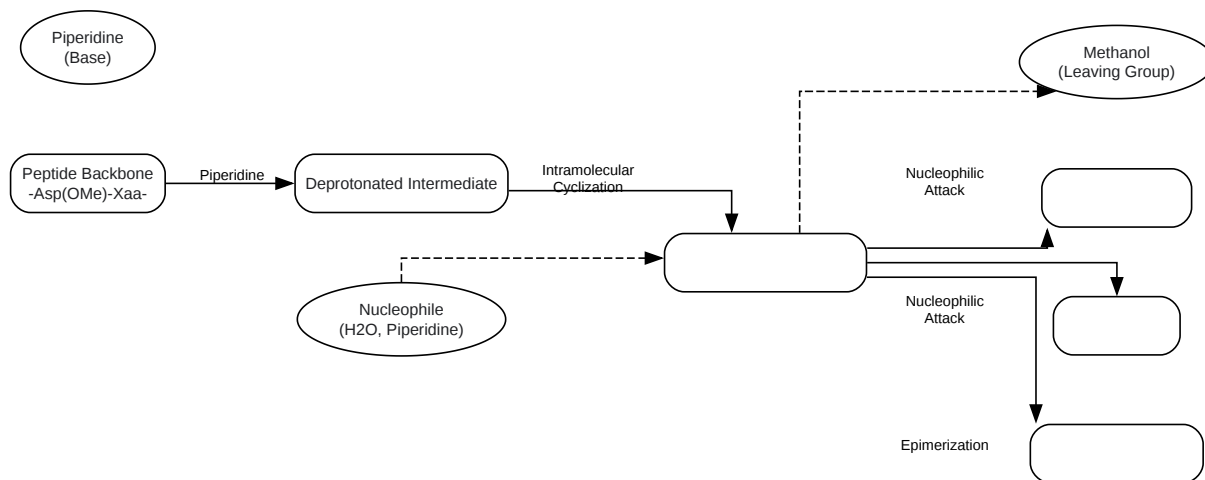 Piperidine
(Base)
Methanol
(Leaving Group)
Peptide Backbone
-Asp(OMe)-Xaa-
Piperidine
Deprotonated Intermediate
Intramolecular
Cyclization
Nucleophilic
Attack
Nucleophile
(H2O, Piperidine)
Nucleophilic
Attack
Epimerization